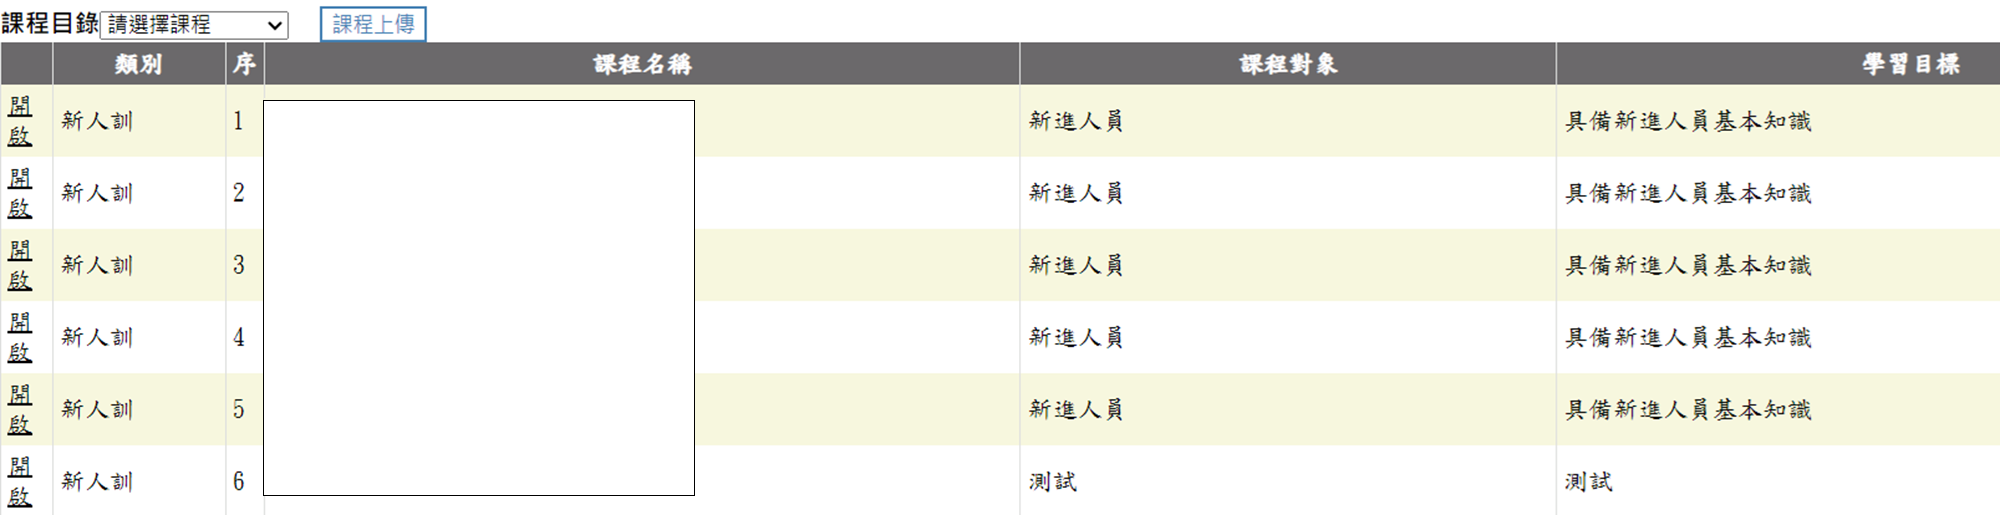 課程目錄 請選擇課程 課程上傳
類別 序 課程名稱 課程對象 學習目標
開啟 新人訓 1 新進人員 具備新進人員基本知識
開啟 新人訓 2 新進人員 具備新進人員基本知識
開啟 新人訓 3 新進人員 具備新進人員基本知識
開啟 新人訓 4 新進人員 具備新進人員基本知識
開啟 新人訓 5 新進人員 具備新進人員基本知識
開啟 新人訓 6 測試 測試